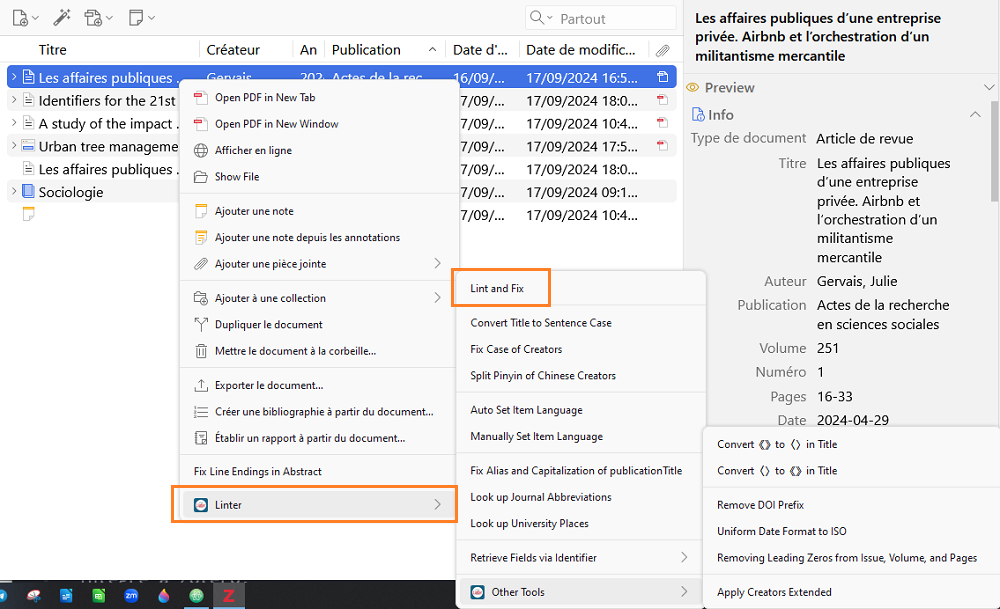 Partout
Titre
Créateur
An
Publication
Date d'...
Date de modific...
Les affaires publiques ...
Gervais
202
Actes de la rec
16/09/...
17/09/2024 16:5...
Identifiers for the 21st
7/09/...
17/09/2024 18:0...
A study of the impact ...
7/09/...
17/09/2024 10:4...
Urban tree manageme
7/09/...
17/09/2024 17:5...
Les affaires publiques ...
7/09/...
17/09/2024 18:0...
Sociologie
7/09/...
17/09/2024 09:1...
7/09/...
17/09/2024 10:4...
Open PDF in New Tab
Open PDF in New Window
Afficher en ligne
Show File
Ajouter une note
Ajouter une note depuis les annotations
Ajouter une pièce jointe
Ajouter à une collection
Dupliquer le document
Mettre le document à la corbeille...
Exporter le document...
Créer une bibliographie à partir du document...
Établir un rapport à partir du document...
Fix Line Endings in Abstract
Linter
Lint and Fix
Convert Title to Sentence Case
Fix Case of Creators
Split Pinyin of Chinese Creators
Auto Set Item Language
Manually Set Item Language
Fix Alias and Capitalization of publicationTitle
Look up Journal Abbreviations
Look up University Places
Retrieve Fields via Identifier
Other Tools
Convert 《》 to 〈〉 in Title
Convert 〈〉 to 《》 in Title
Remove DOI Prefix
Uniform Date Format to ISO
Removing Leading Zeros from Issue, Volume, and Pages
Apply Creators Extended
Les affaires publiques d'une entreprise
privée. Airbnb et l'orchestration d'un
militantisme mercantile
Preview
Info
Type de document Article de revue
Titre Les affaires publiques
d'une entreprise
privée. Airbnb et
l'orchestration d'un
militantisme
mercantile
Auteur Gervais, Julie
Publication Actes de la recherche
en sciences sociales
Volume 251
Numéro 1
Pages 16-33
Date 2024-04-29
zm
Z